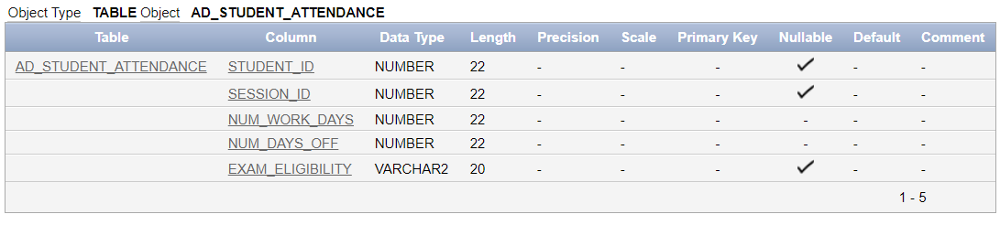 Object Type TABLE Object AD_STUDENT_ATTENDANCE
Table Column Data Type Length Precision Scale Primary Key Nullable Default Comment
AD_STUDENT_ATTENDANCE STUDENT_ID NUMBER 22 - - - ✓ - -
SESSION_ID NUMBER 22 - - - ✓ - -
NUM_WORK_DAYS NUMBER 22 - - - - - -
NUM_DAYS_OFF NUMBER 22 - - - - - -
EXAM_ELIGIBILITY VARCHAR2 20 - - - ✓ - -
1 - 5